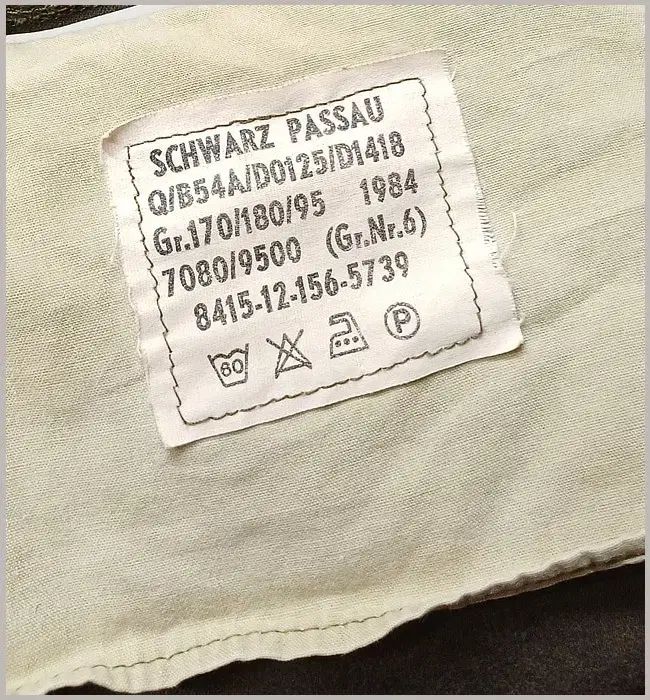 SCHWARZ PASSAU
Q/B54A/D0125/D1418
Gr.170/180/95 1984
7080/9500 (Gr.Nr.6)
8415-12-156-5739
60 P